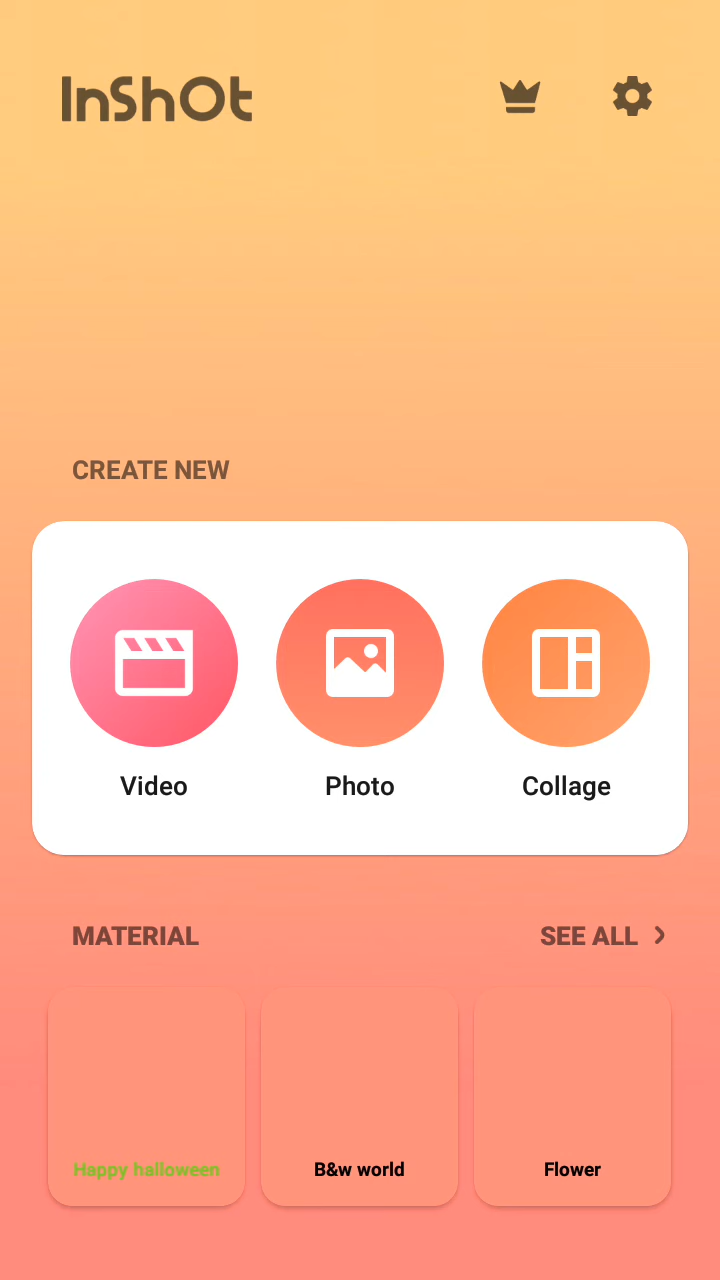 InShOt
CREATE NEW
Video
Photo
Collage
MATERIAL
SEE ALL
Happy halloween
B&w world
Flower